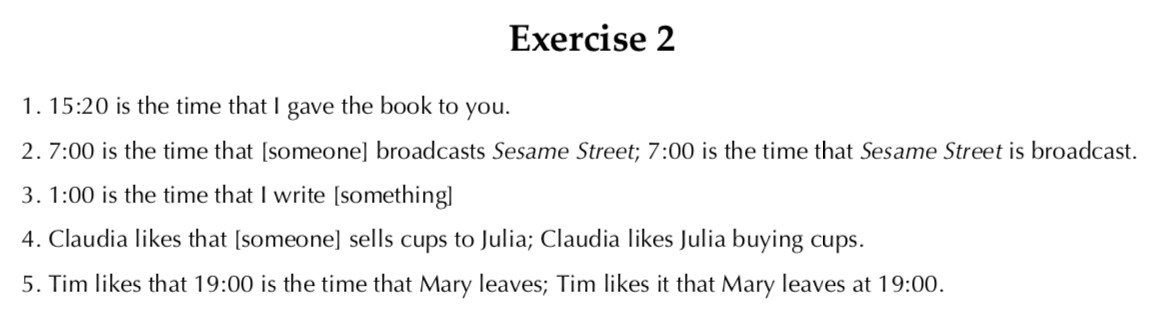 Exercise 2
1. 15:20 is the time that I gave the book to you.
2. 7:00 is the time that [someone] broadcasts Sesame Street; 7:00 is the time that Sesame Street is broadcast.
3. 1:00 is the time that I write [something]
4. Claudia likes that [someone] sells cups to Julia; Claudia likes Julia buying cups.
5. Tim likes that 19:00 is the time that Mary leaves; Tim likes it that Mary leaves at 19:00.